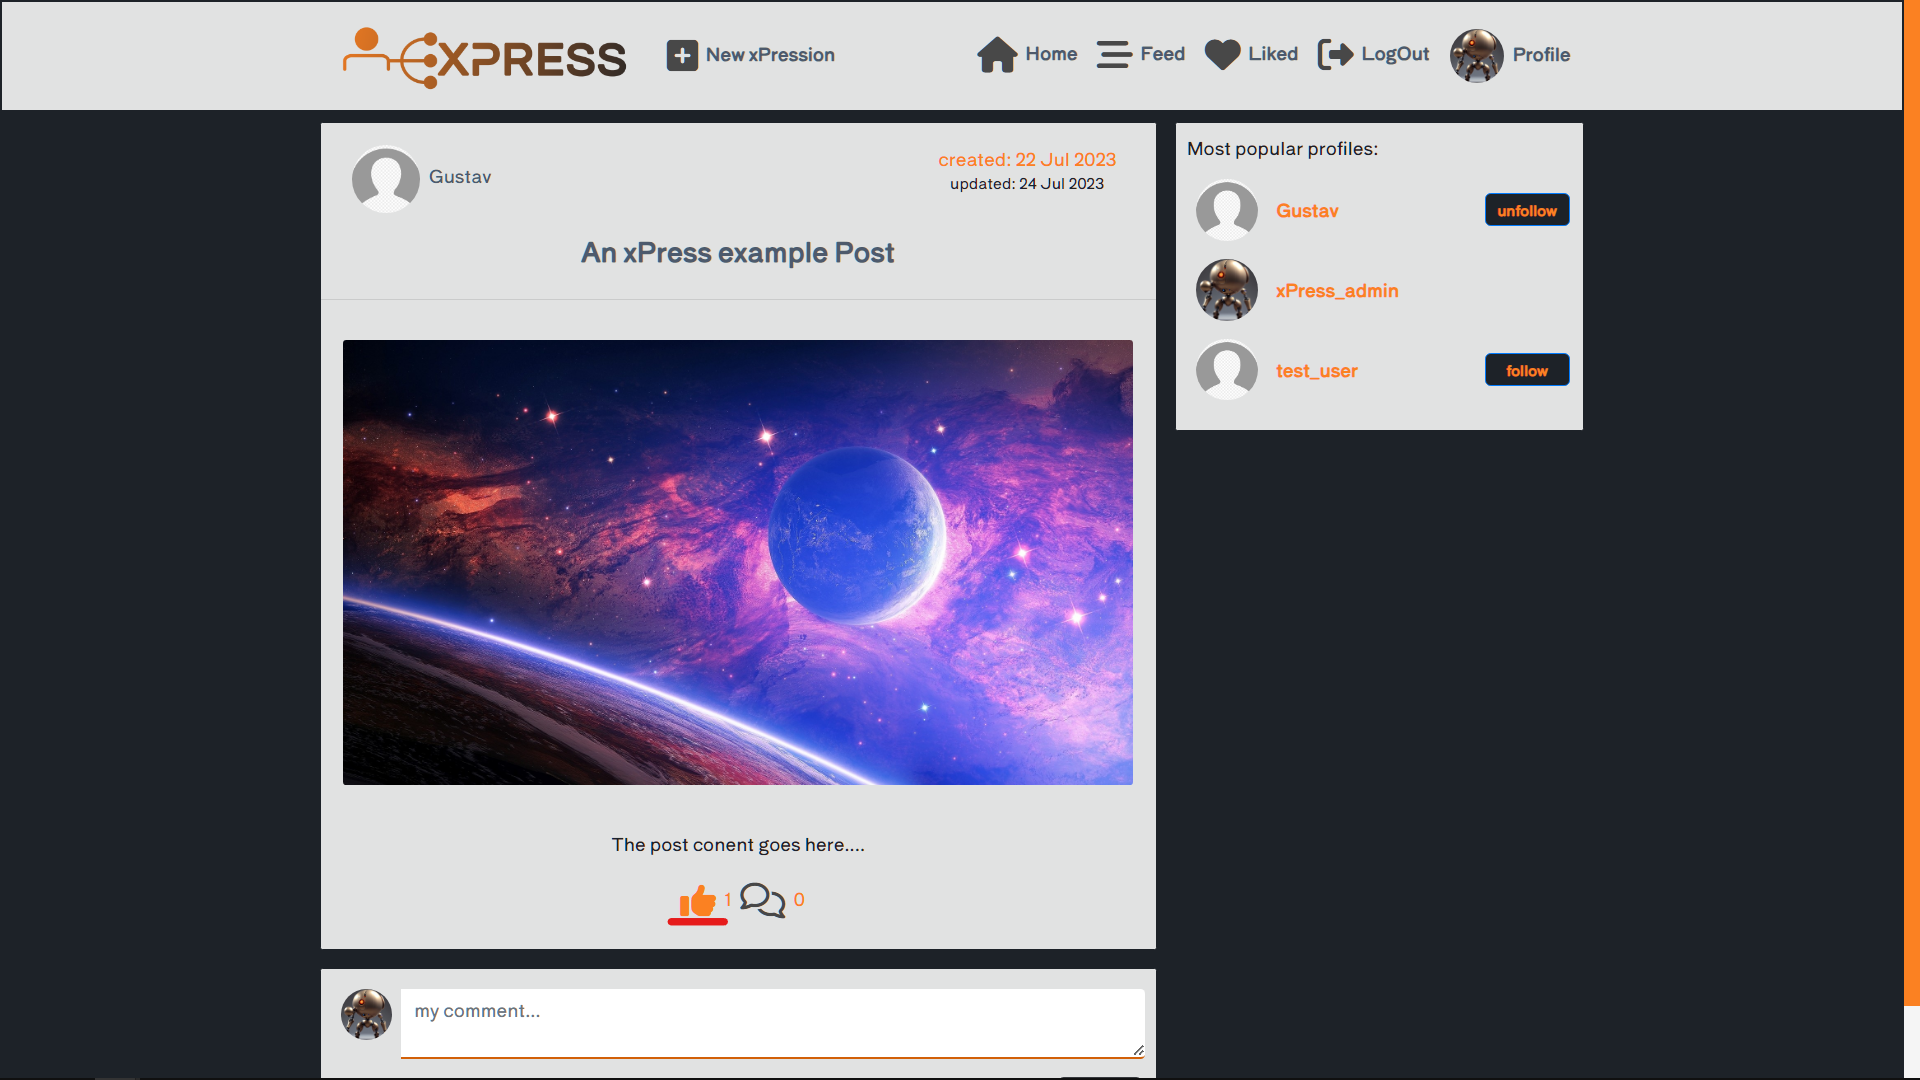 XPRESS
New xPression
Home
Feed
Liked
LogOut
Profile
Gustav
created: 22 Jul 2023
updated: 24 Jul 2023
An xPress example Post
The post conent goes here....
1
0
my comment...
Most popular profiles:
Gustav
unfollow
xPress_admin
test_user
follow